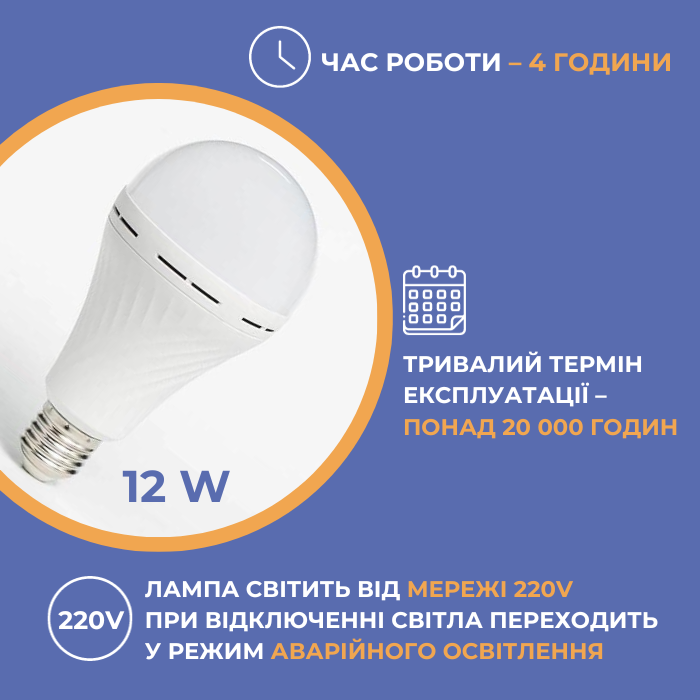 ЧАС РОБОТИ – 4 ГОДИНИ
ТРИВАЛИЙ ТЕРМІН
ЕКСПЛУАТАЦІЇ –
ПОНАД 20 000 ГОДИН
12 W
220V
ЛАМПА СВІТИТЬ ВІД МЕРЕЖІ 220V
ПРИ ВІДКЛЮЧЕННІ СВІТЛА ПЕРЕХОДИТЬ
У РЕЖИМ АВАРІЙНОГО ОСВІТЛЕННЯ